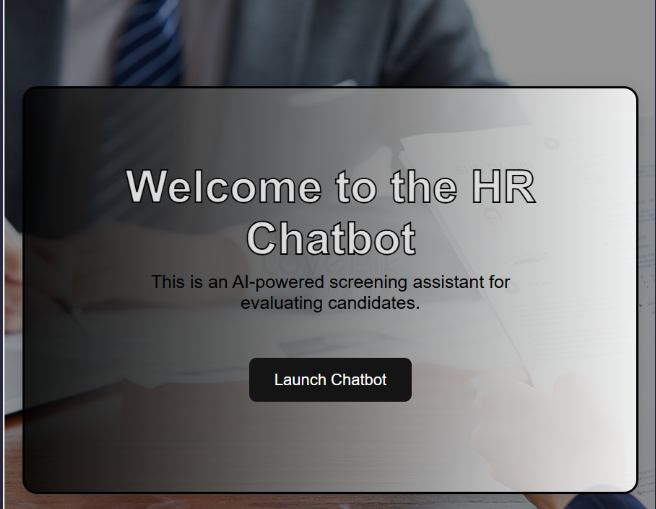 Welcome to the HR
Chatbot
This is an AI-powered screening assistant for
evaluating candidates.
Launch Chatbot